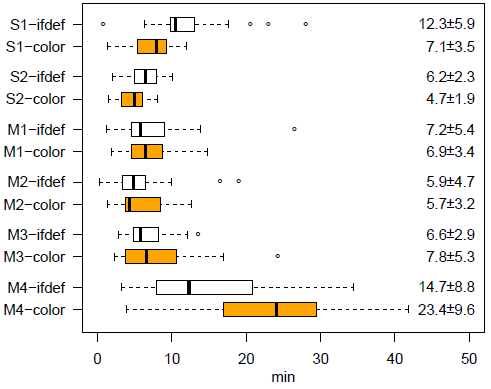 S1−ifdef 12.3±5.9
S1−color 7.1±3.5
S2−ifdef 6.2±2.3
S2−color 4.7±1.9
M1−ifdef 7.2±5.4
M1−color 6.9±3.4
M2−ifdef 5.9±4.7
M2−color 5.7±3.2
M3−ifdef 6.6±2.9
M3−color 7.8±5.3
M4−ifdef 14.7±8.8
M4−color 23.4±9.6
0 10 20 30 40 50
min